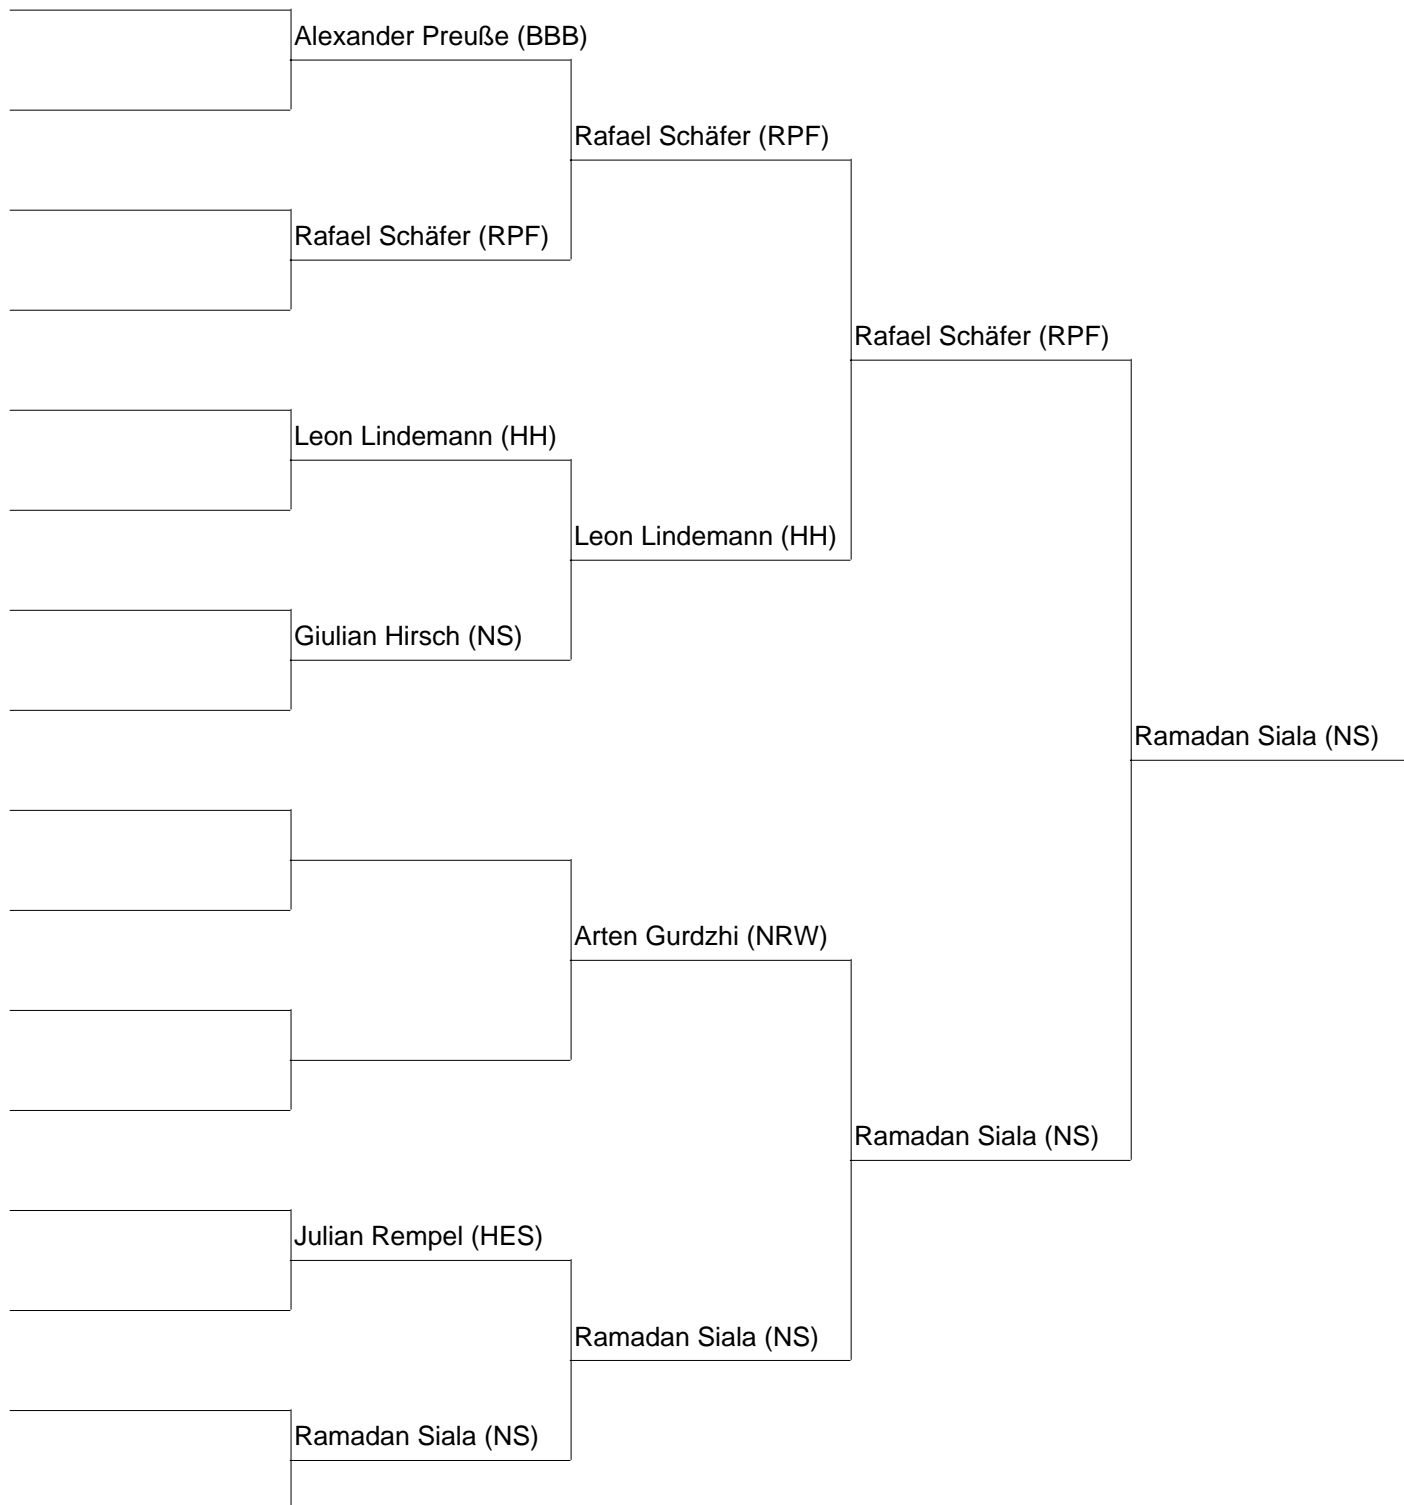 Alexander Preuße (BBB)
Rafael Schäfer (RPF)
Rafael Schäfer (RPF)
Rafael Schäfer (RPF)
Leon Lindemann (HH)
Leon Lindemann (HH)
Giulian Hirsch (NS)
Ramadan Siala (NS)
Arten Gurdzhi (NRW)
Ramadan Siala (NS)
Julian Rempel (HES)
Ramadan Siala (NS)
Ramadan Siala (NS)